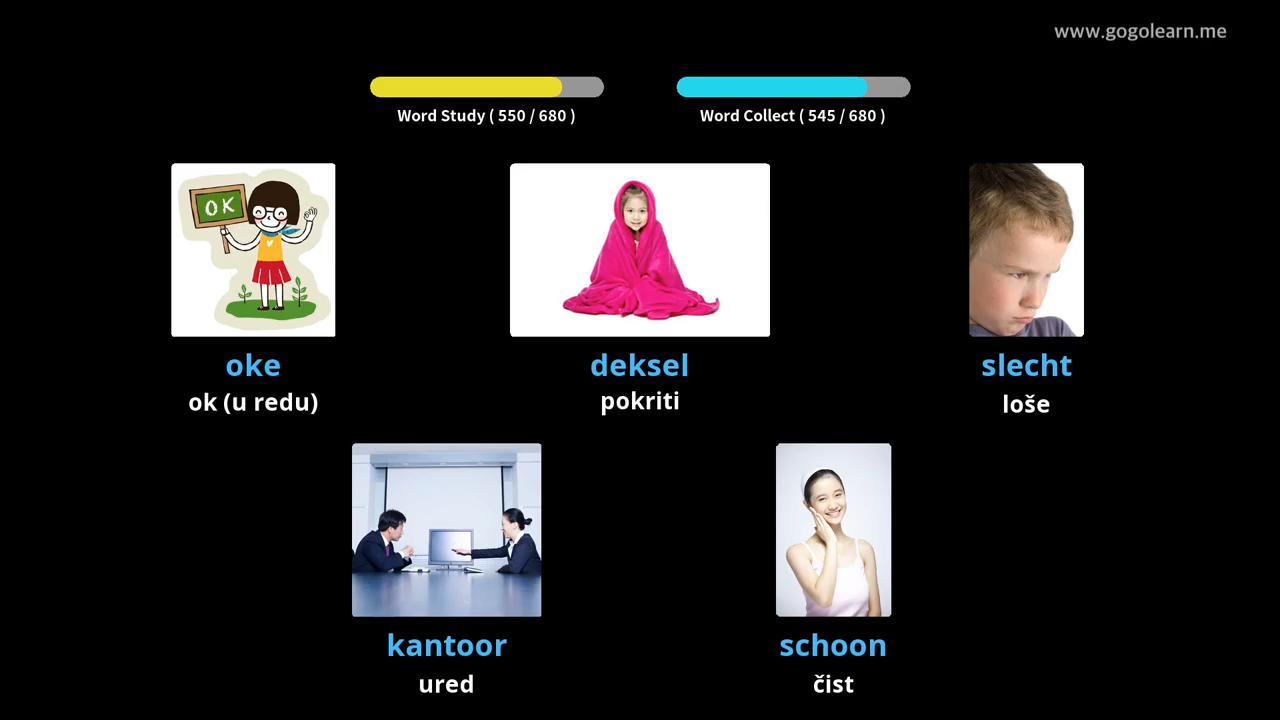 www.gogolearn.me
Word Study ( 550 / 680 )
Word Collect ( 545 / 680 )
OK
oke
deksel
slecht
ok (u redu)
pokriti
loše
kantoor
schoon
ured
čist